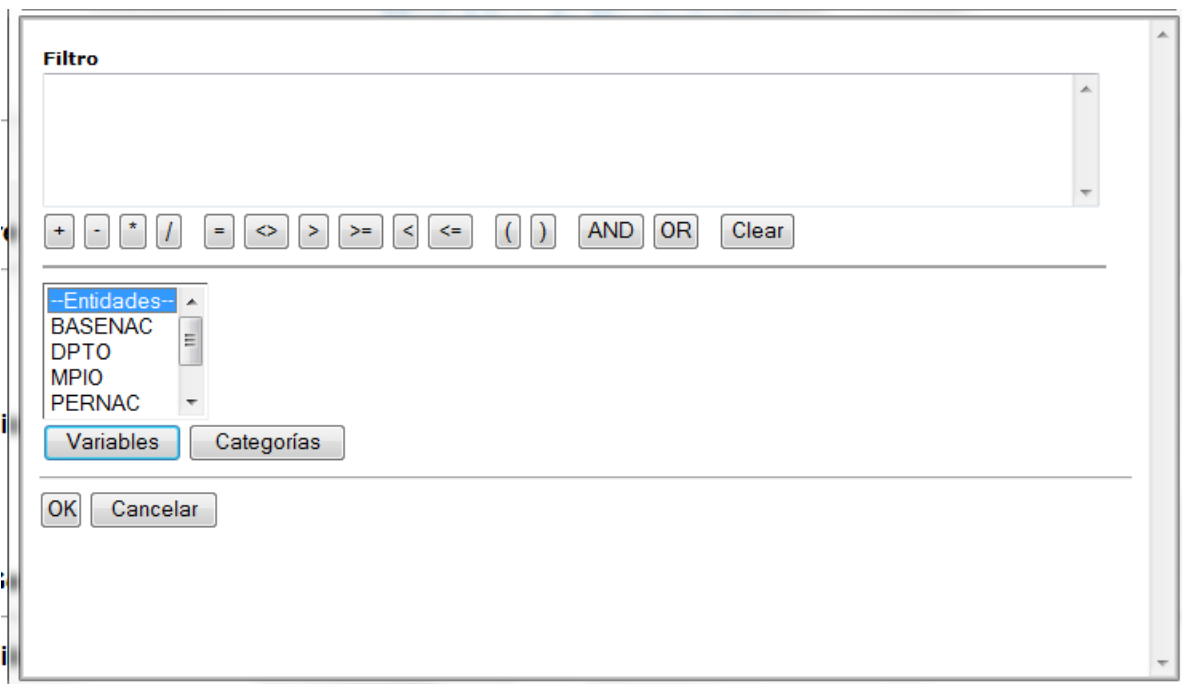 Filtro
+ - * / = <> > >= < <= ( ) AND OR Clear
--Entidades--
BASENAC
DPTO
MPIO
PERNAC
Variables Categorías
OK Cancelar